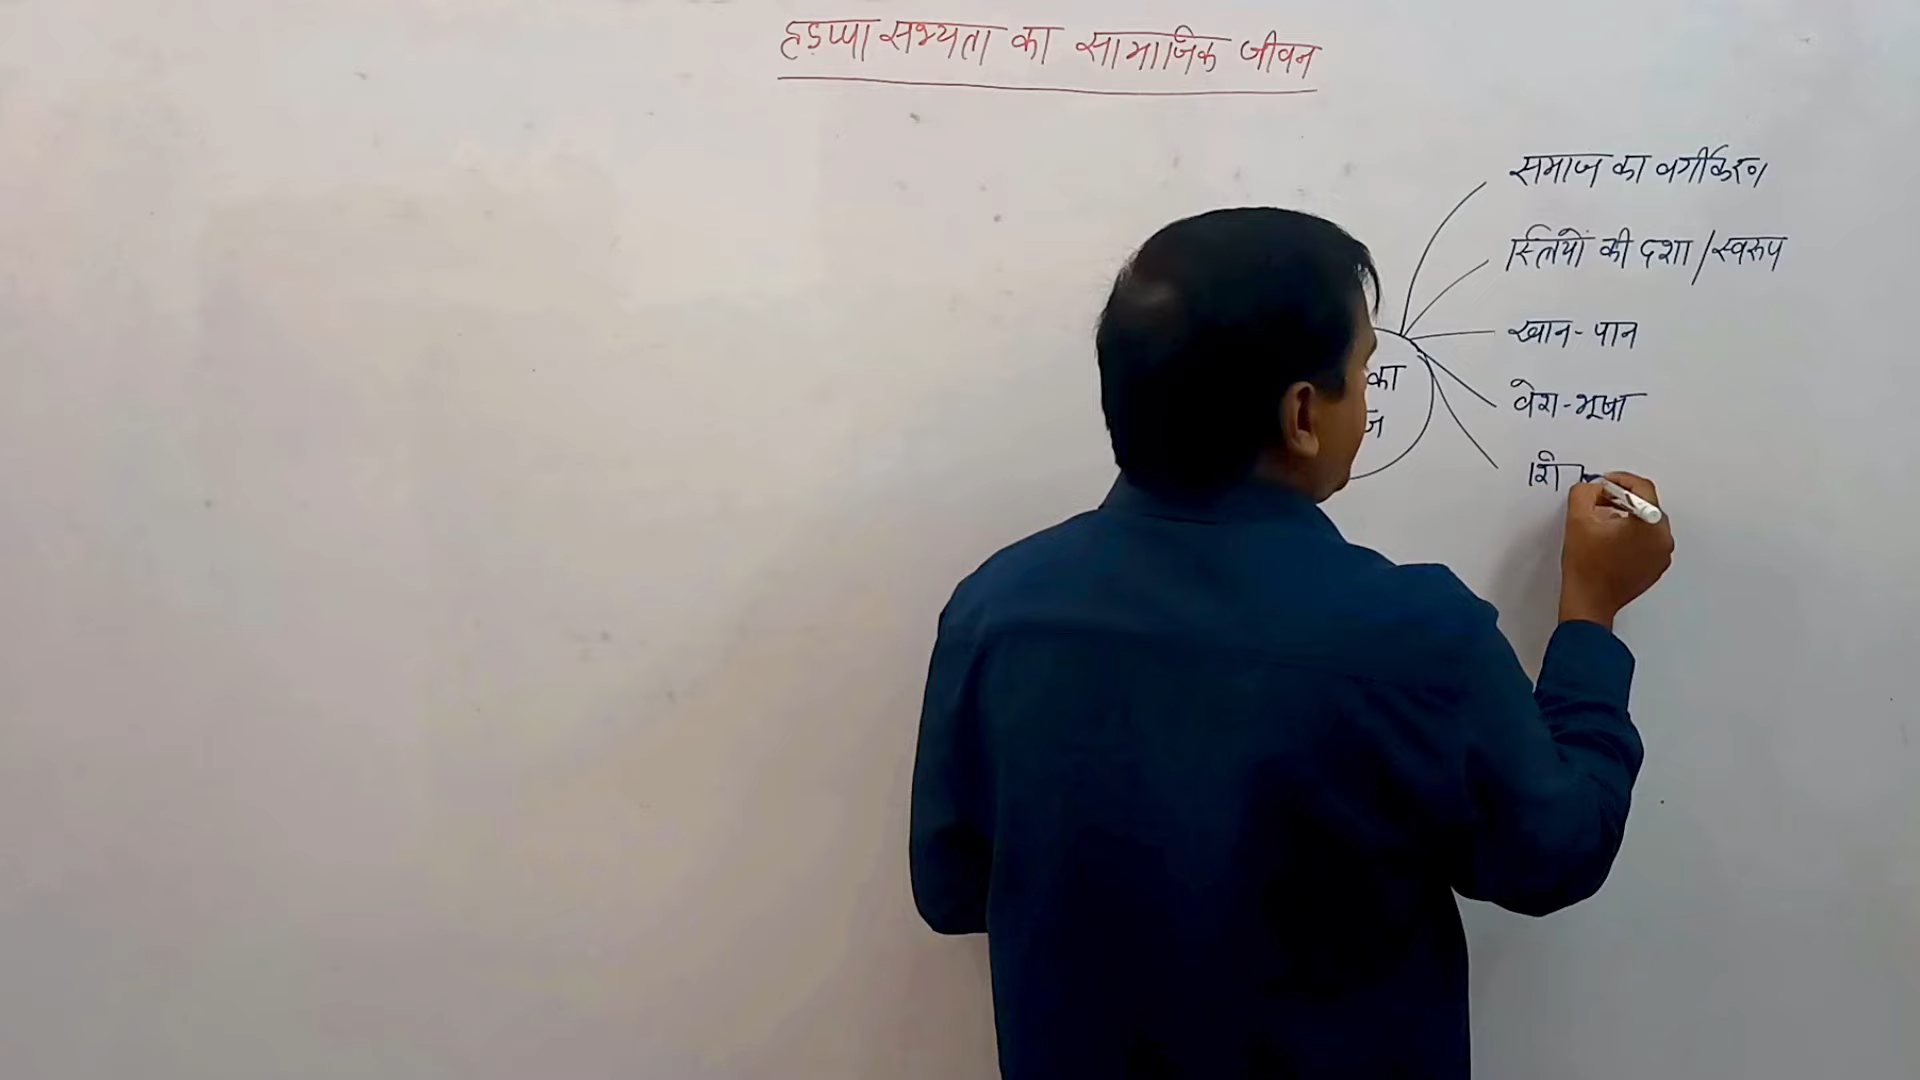 हड़प्पा सभ्यता का सामाजिक जीवन
समाज का वर्गीकरण
स्त्रियों की दशा / स्वरूप
खान-पान
का
वेश-भूषा
ज
शि